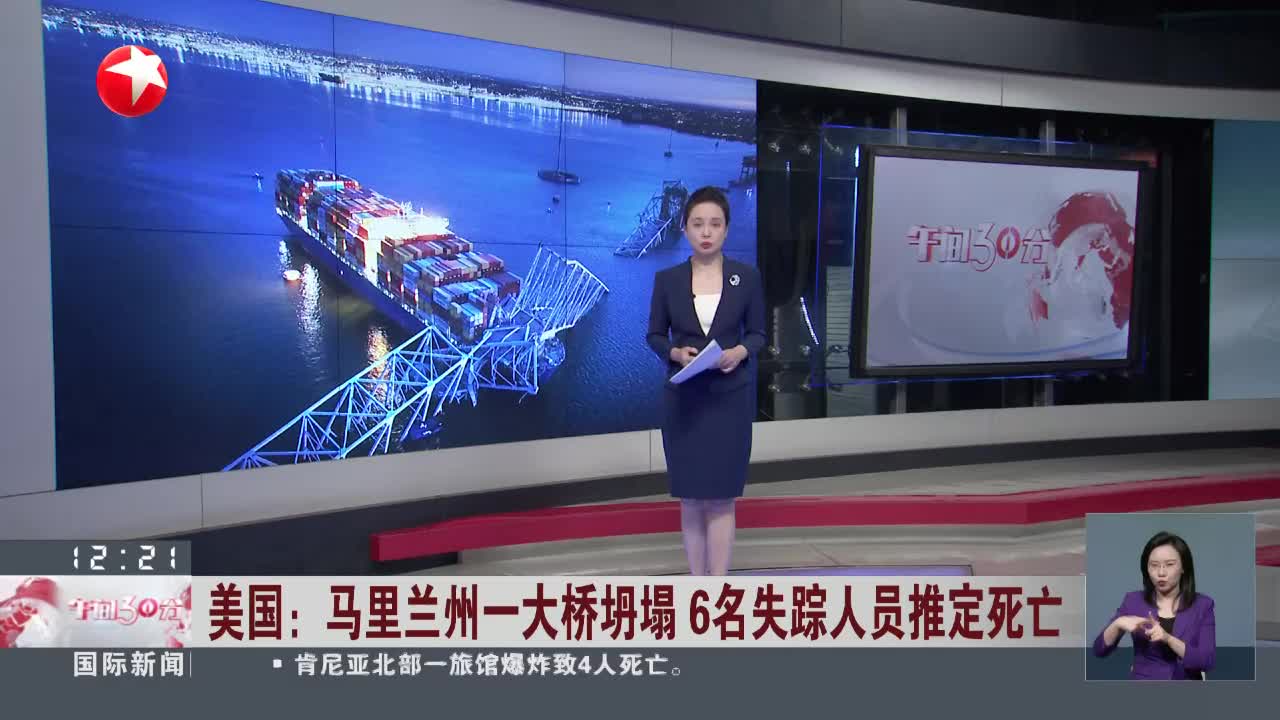 午间30分
12:21
午间30分
美国：马里兰州一大桥坍塌 6名失踪人员推定死亡
国际新闻
▪ 肯尼亚北部一旅馆爆炸致4人死亡。